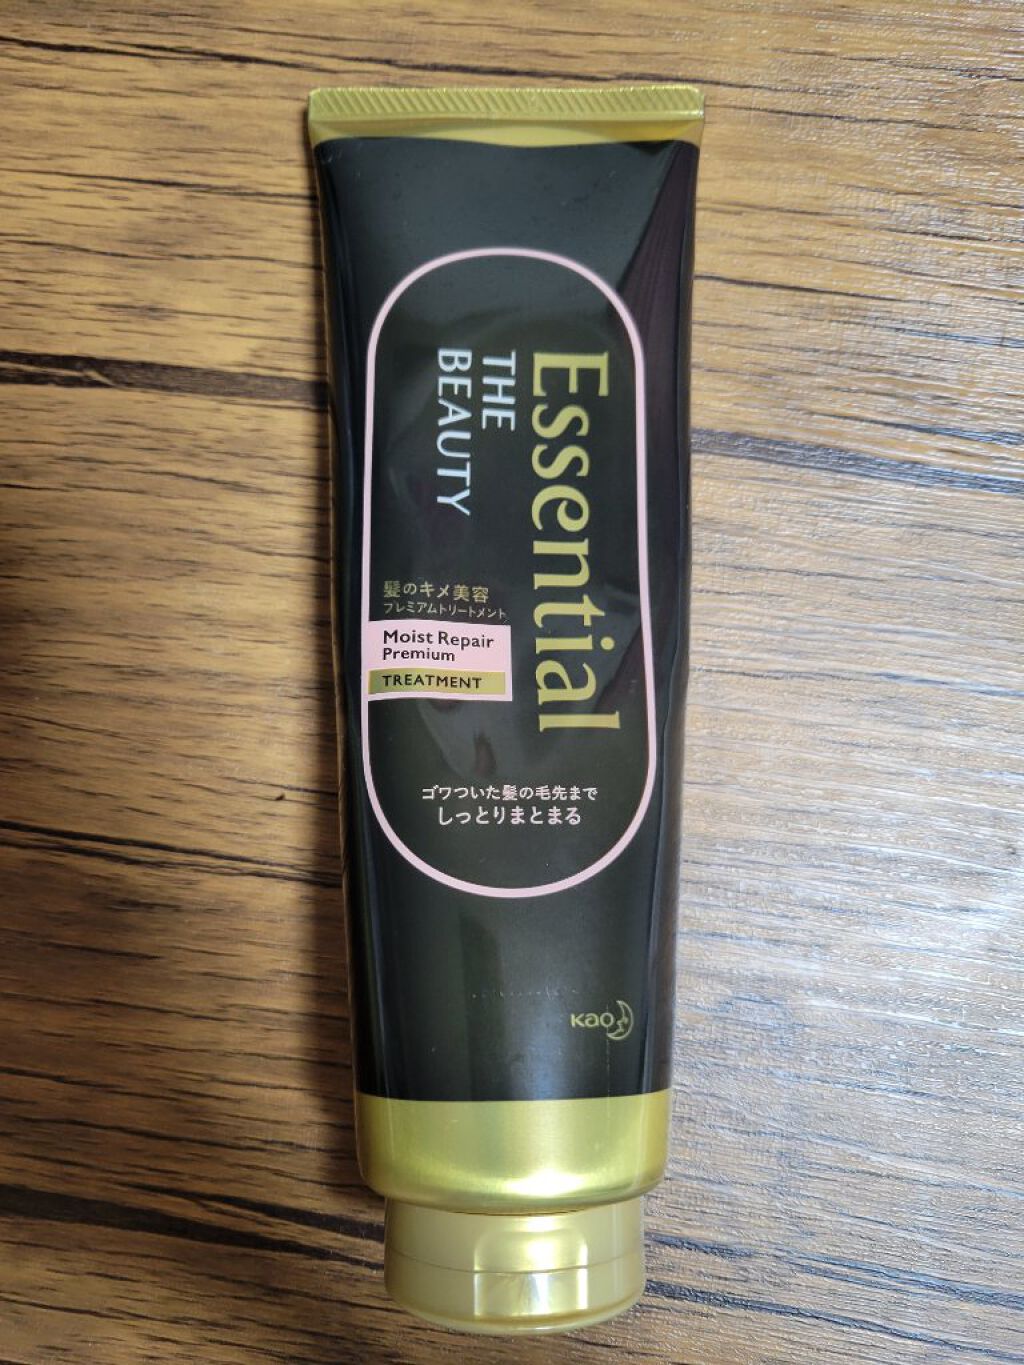 Essential
THE
BEAUTY
髪のキメ美容
プレミアムトリートメント
Moist Repair
Premium
TREATMENT
ゴワついた髪の毛先まで
しっとりまとまる
Kao